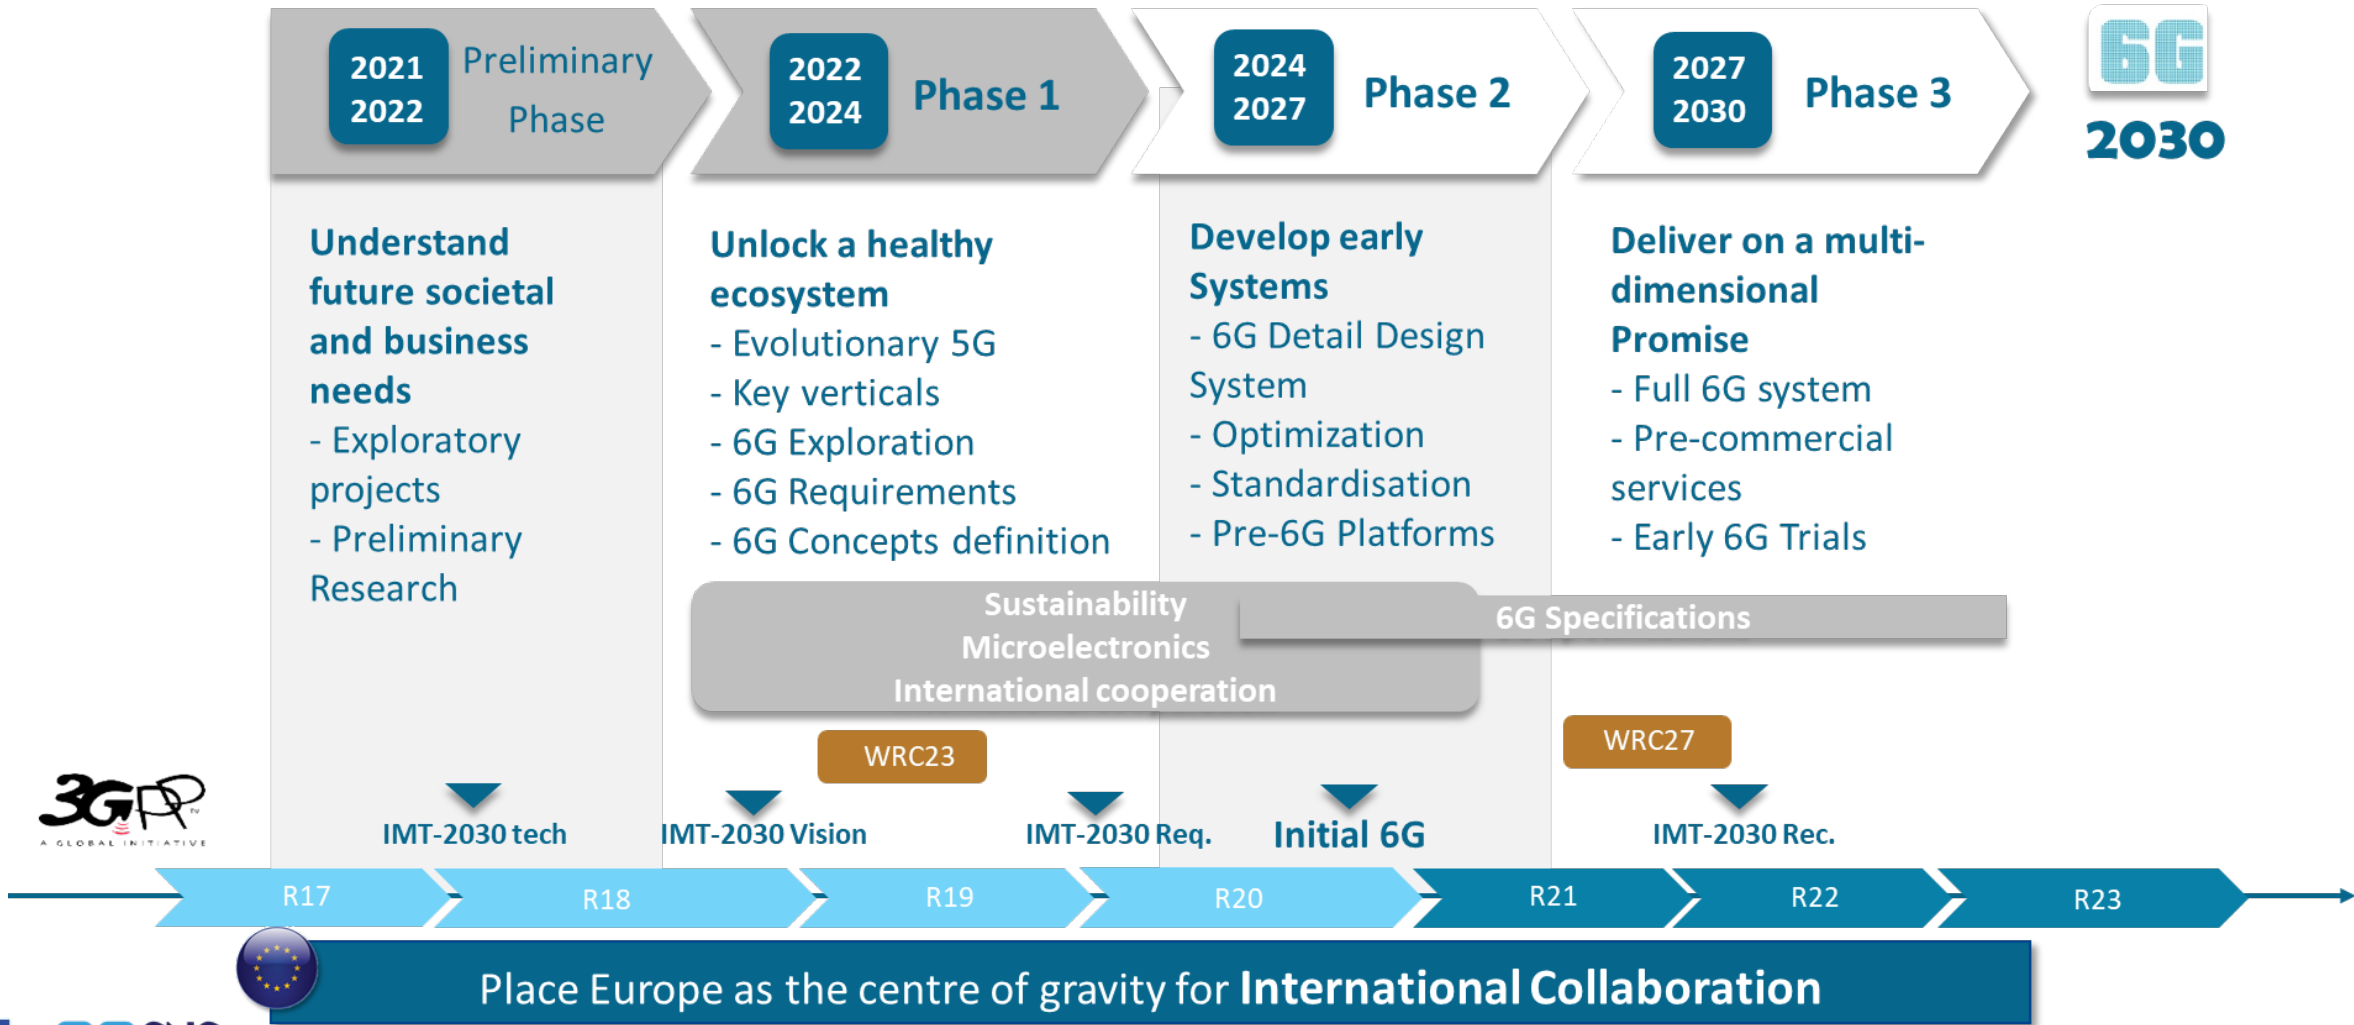 2021
2022
Preliminary
Phase
2022
2024
Phase 1
2024
2027
Phase 2
2027
2030
Phase 3
6G
2030
Understand
future societal
and business
needs
- Exploratory
projects
- Preliminary
Research
Unlock a healthy
ecosystem
- Evolutionary 5G
- Key verticals
- 6G Exploration
- 6G Requirements
- 6G Concepts definition
Develop early
Systems
- 6G Detail Design
System
- Optimization
- Standardisation
- Pre-6G Platforms
Deliver on a multi-
dimensional
Promise
- Full 6G system
- Pre-commercial
services
- Early 6G Trials
Sustainability
Microelectronics
International cooperation
6G Specifications
WRC23
WRC27
3GPP
TM
A GLOBAL INITIATIVE
IMT-2030 tech
IMT-2030 Vision
IMT-2030 Req.
Initial 6G
IMT-2030 Rec.
R17
R18
R19
R20
R21
R22
R23
Place Europe as the centre of gravity for International Collaboration